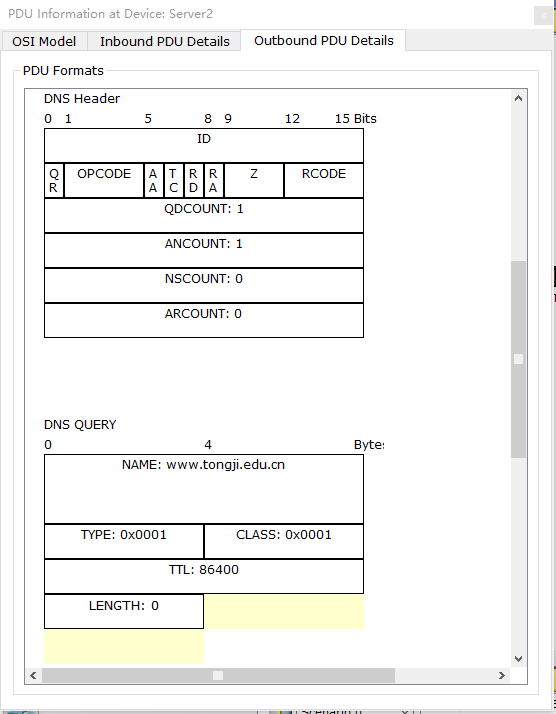 PDU Information at Device: Server2
OSI Model Inbound PDU Details Outbound PDU Details
PDU Formats
DNS Header
0 1 5 8 9 12 15 Bits
ID
QR OPCODE AA TC RD RA Z RCODE
QDCOUNT: 1
ANCOUNT: 1
NSCOUNT: 0
ARCOUNT: 0
DNS QUERY
0 4 Bytes
NAME: www.tongji.edu.cn
TYPE: 0x0001 CLASS: 0x0001
TTL: 86400
LENGTH: 0